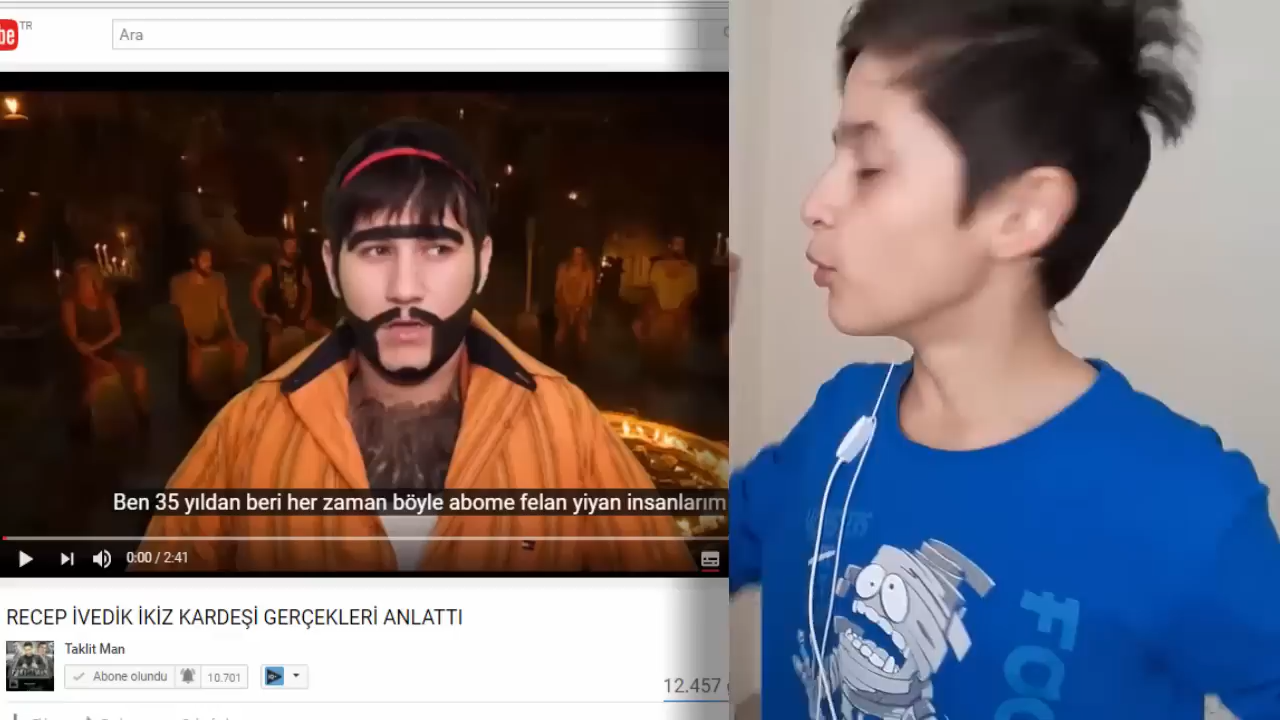 be TR
Ara
Ben 35 yıldan beri her zaman böyle abome felan yiyan insanlarım
0:00 / 2:41
RECEP İVEDİK İKİZ KARDEŞİ GERÇEKLERİ ANLATTI
Taklit Man
Abone olundu 10.701
12.457